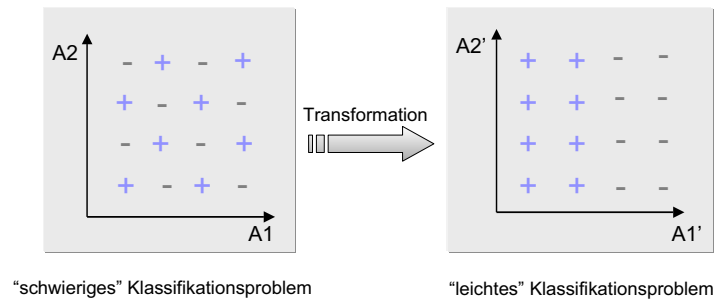 A2
- + - +
+ - + -
- + - +
+ - + -
A1
Transformation
A2’
+ + - -
+ + - -
+ + - -
+ + - -
A1’
“schwieriges” Klassifikationsproblem
“leichtes” Klassifikationsproblem